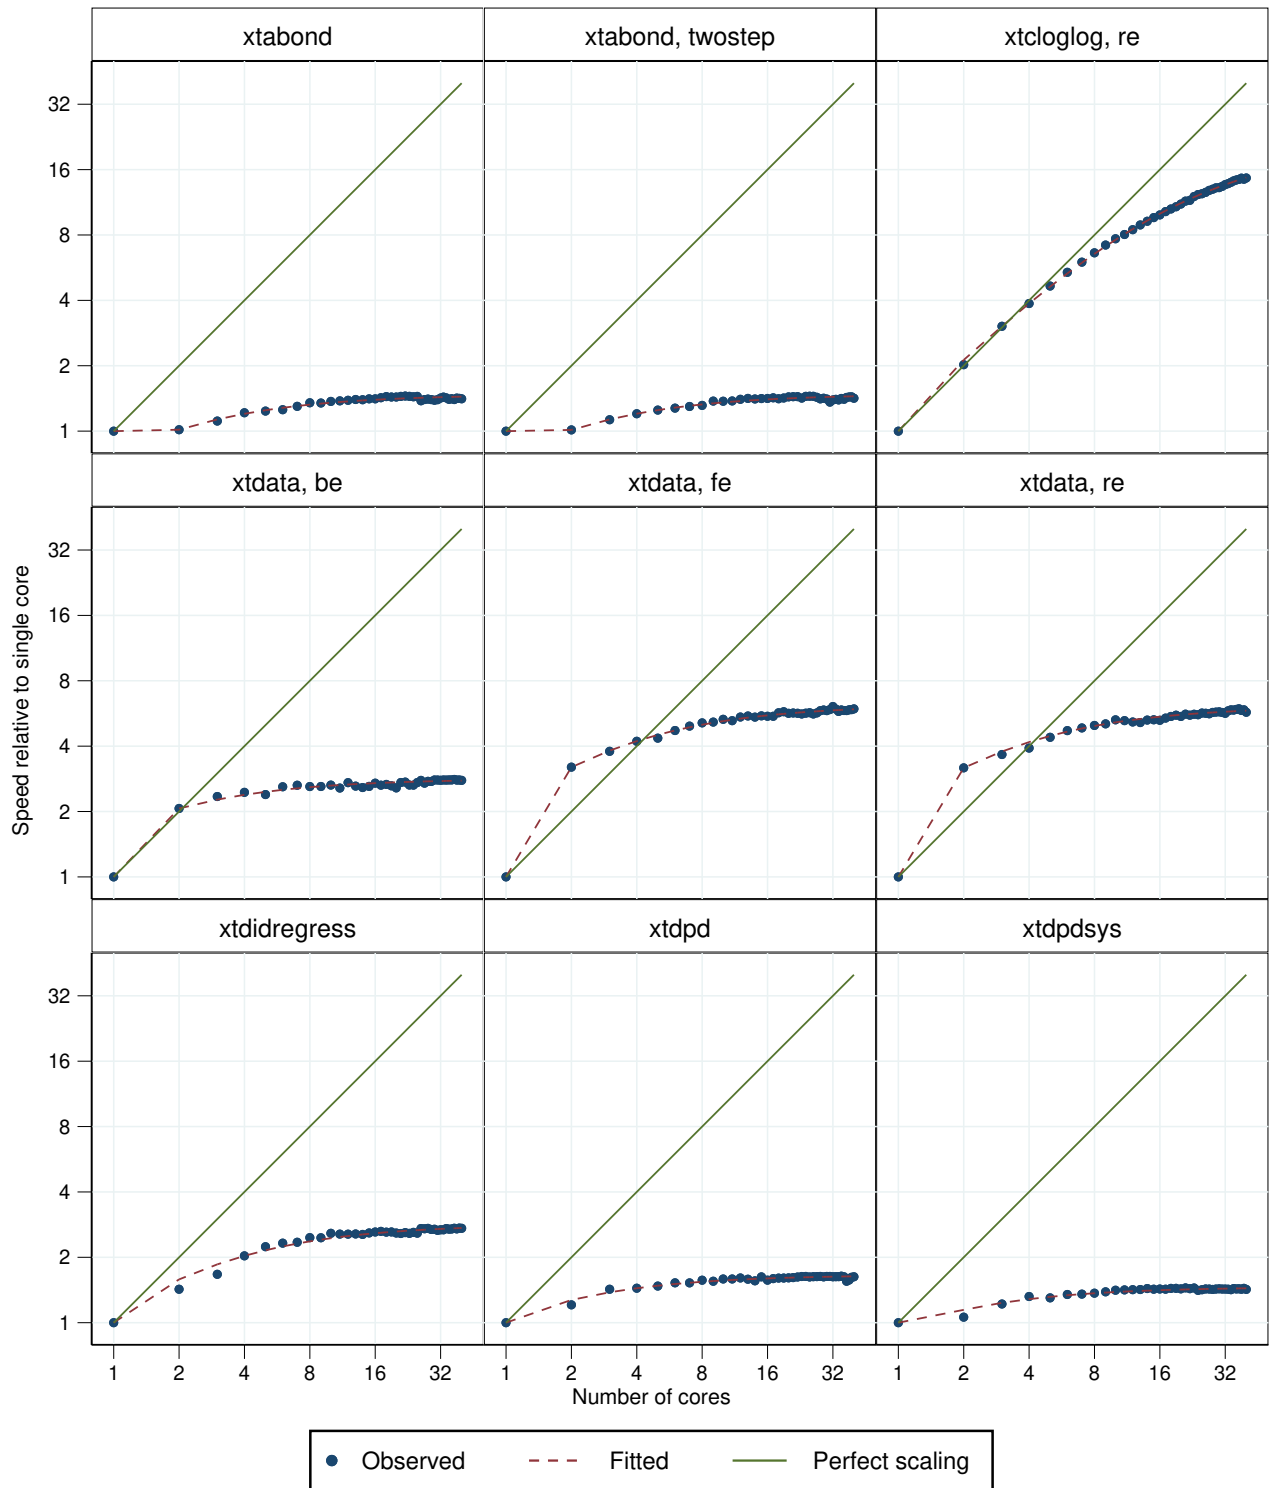 xtabond
xtabond, twostep
xtcloglog, re
32
16
8
4
2
1
xtdata, be
xtdata, fe
xtdata, re
32
16
8
4
2
1
Speed relative to single core
xtdidregress
xtdpd
xtdpdsys
32
16
8
4
2
1
1 2 4 8 16 32
1 2 4 8 16 32
1 2 4 8 16 32
Number of cores
Observed
Fitted
Perfect scaling